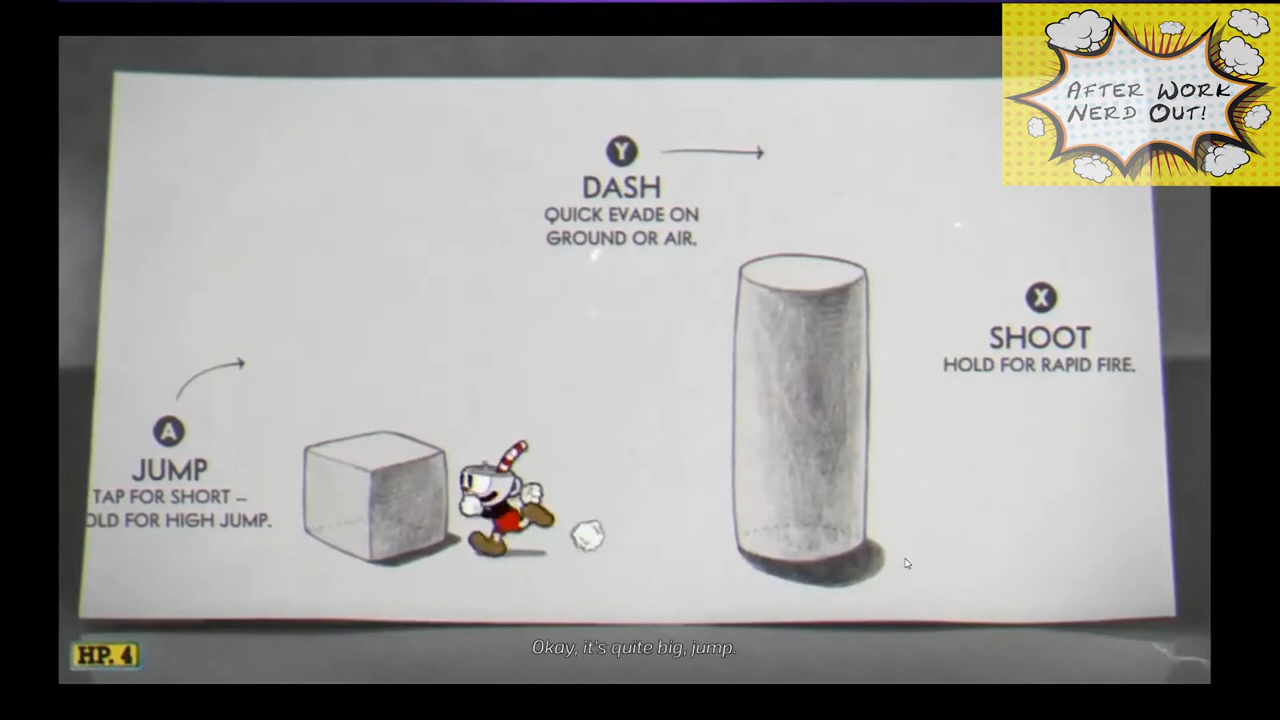 AFTER WORK
NERD OUT!
Y
DASH
QUICK EVADE ON
GROUND OR AIR.
X
SHOOT
HOLD FOR RAPID FIRE.
A
JUMP
TAP FOR SHORT –
OLD FOR HIGH JUMP.
HP. 4
Okay, it's quite big, jump.